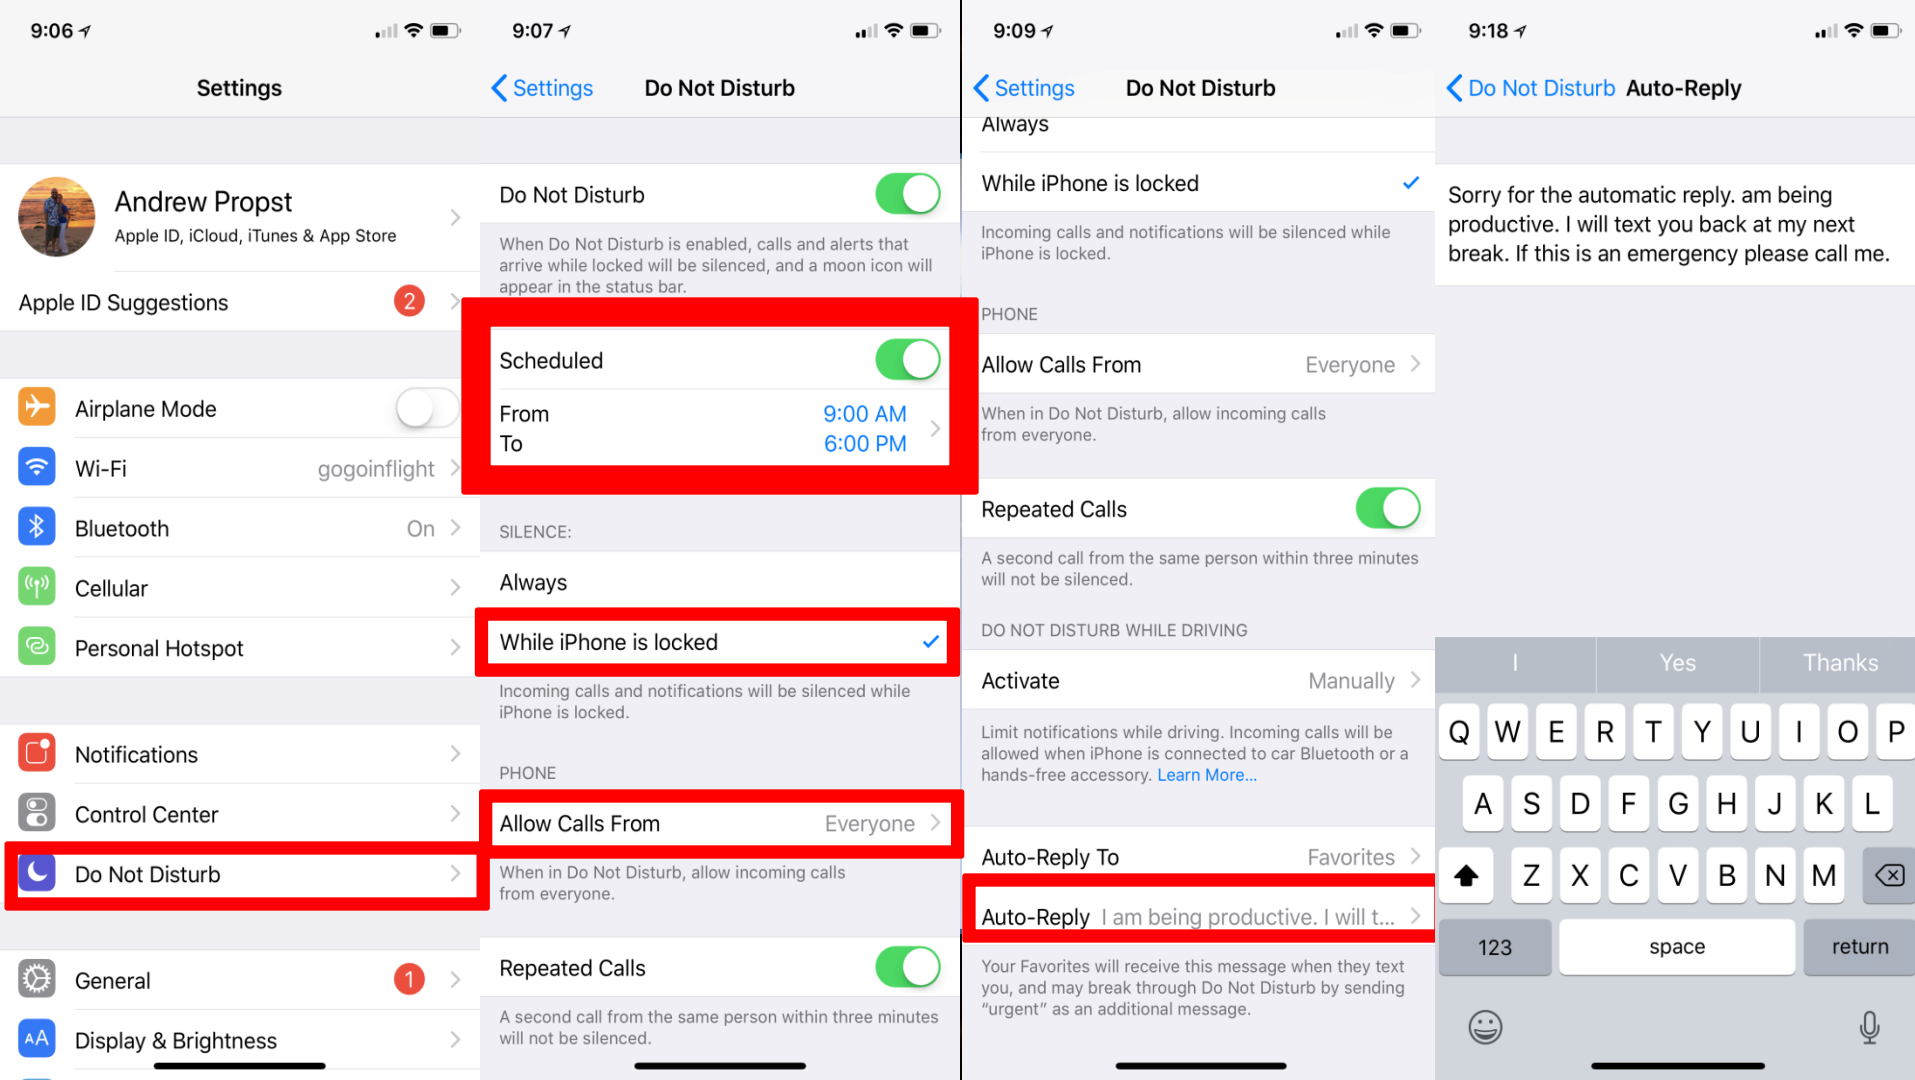 9:06
Settings
Andrew Propst
Apple ID, iCloud, iTunes & App Store
Apple ID Suggestions 2
Airplane Mode
Wi-Fi gogoinflight
Bluetooth On
Cellular
Personal Hotspot
Notifications
Control Center
Do Not Disturb
General 1
AA Display & Brightness
9:07
Settings Do Not Disturb
Do Not Disturb
When Do Not Disturb is enabled, calls and alerts that
arrive while locked will be silenced, and a moon icon will
appear in the status bar.
Scheduled
From 9:00 AM
To 6:00 PM
SILENCE:
Always
While iPhone is locked
Incoming calls and notifications will be silenced while
iPhone is locked.
PHONE
Allow Calls From Everyone
When in Do Not Disturb, allow incoming calls
from everyone.
Repeated Calls
A second call from the same person within three minutes
will not be silenced.
9:09
Settings Do Not Disturb
Always
While iPhone is locked
Incoming calls and notifications will be silenced while
iPhone is locked.
PHONE
Allow Calls From Everyone
When in Do Not Disturb, allow incoming calls
from everyone.
Repeated Calls
A second call from the same person within three minutes
will not be silenced.
DO NOT DISTURB WHILE DRIVING
Activate Manually
Limit notifications while driving. Incoming calls will be
allowed when iPhone is connected to car Bluetooth or a
hands-free accessory. Learn More...
Auto-Reply To Favorites
Auto-Reply I am being productive. I will t...
Your Favorites will receive this message when they text
you, and may break through Do Not Disturb by sending
“urgent” as an additional message.
9:18
Do Not Disturb Auto-Reply
Sorry for the automatic reply. am being
productive. I will text you back at my next
break. If this is an emergency please call me.
I Yes Thanks
Q W E R T Y U I O P
A S D F G H J K L
Z X C V B N M
123 space return